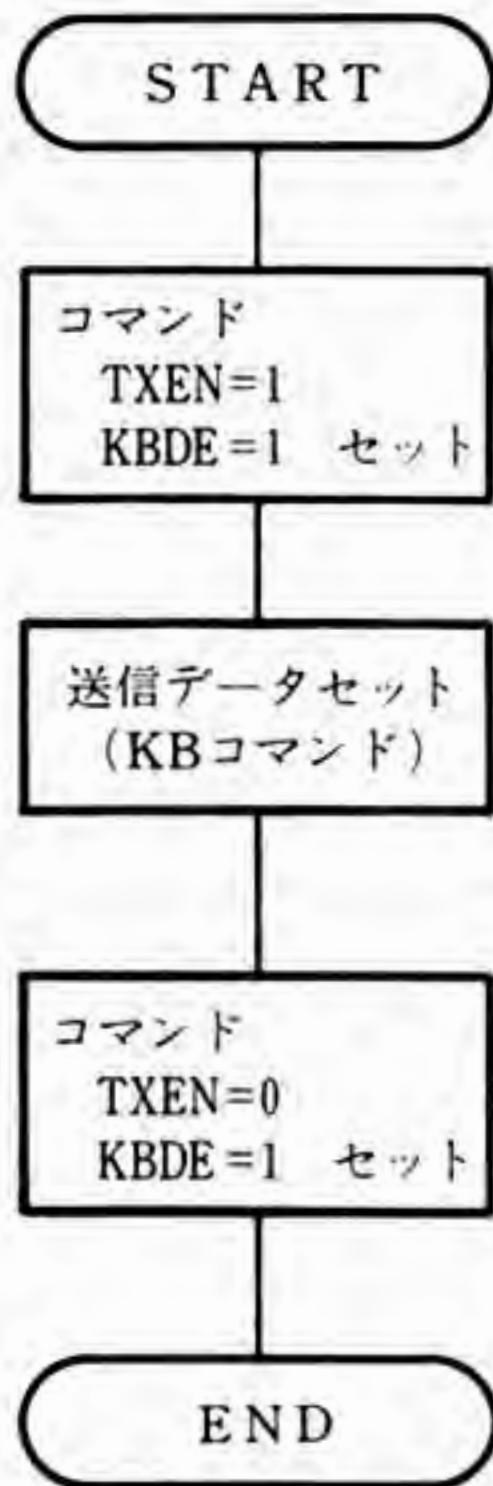 START
コマンド
TXEN=1
KBDE=1 セット
送信データセット
(KBコマンド)
コマンド
TXEN=0
KBDE=1 セット
END